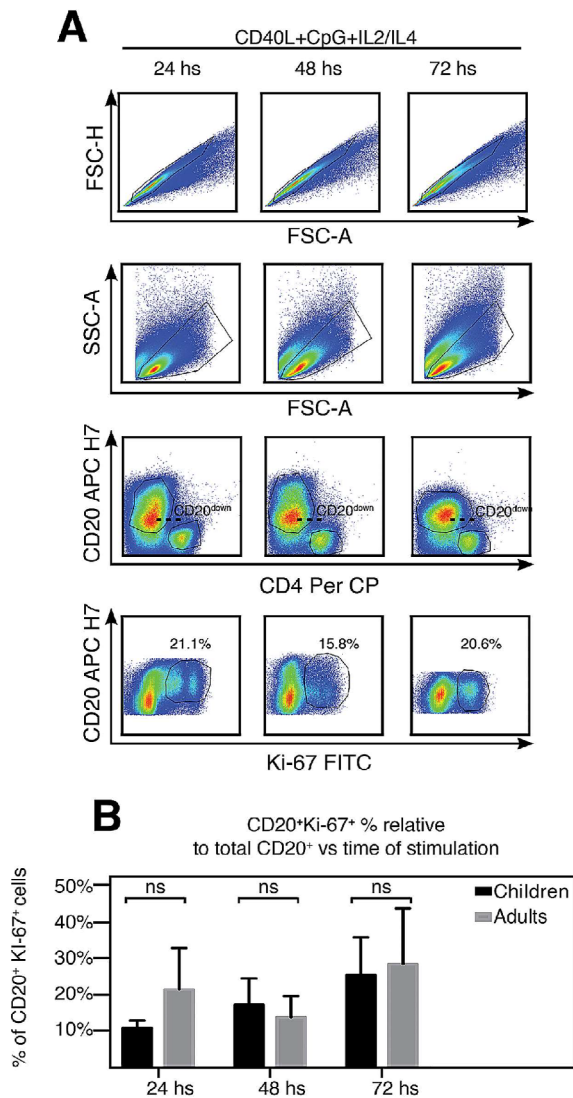 A
CD40L+CpG+IL2/IL4
24 hs 48 hs 72 hs
FSC-H
FSC-A
SSC-A
FSC-A
CD20 APC H7
CD20down CD20down CD20down
CD4 Per CP
CD20 APC H7
21.1% 15.8% 20.6%
Ki-67 FITC
B
CD20+Ki-67+ % relative
to total CD20+ vs time of stimulation
% of CD20+ KI-67+ cells
50%
40%
30%
20%
10%
ns ns ns
Children
Adults
24 hs 48 hs 72 hs